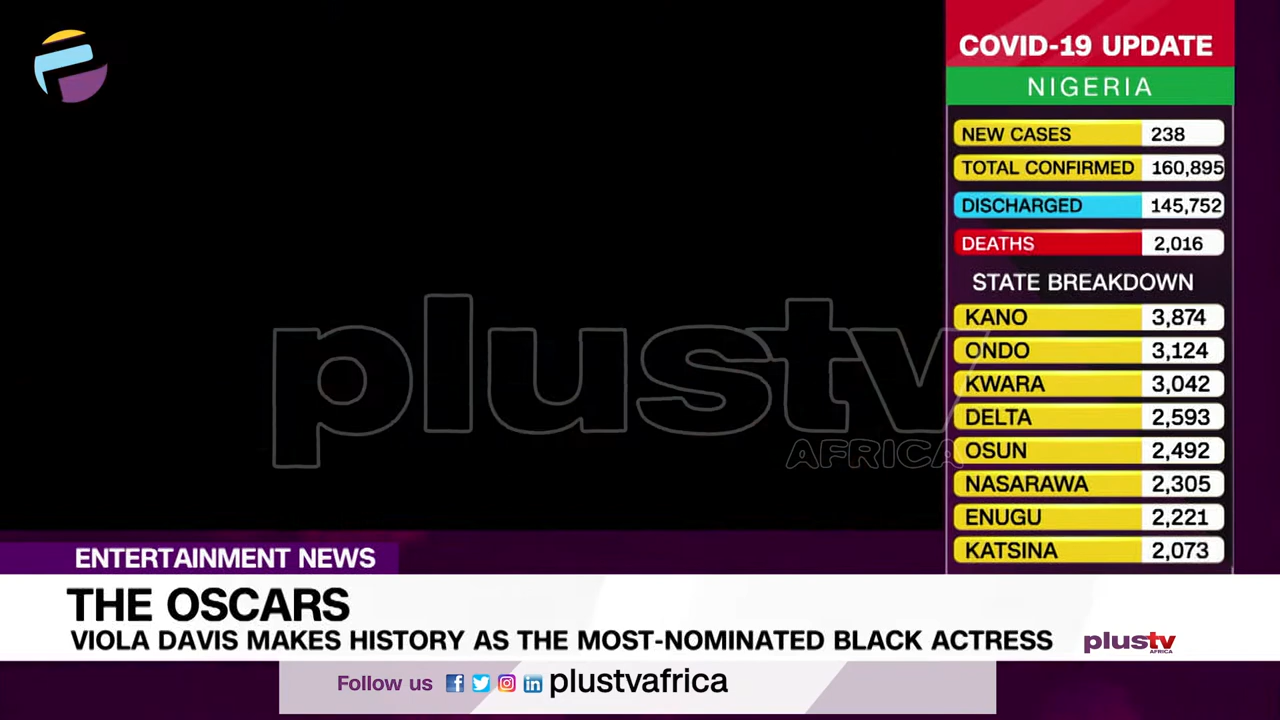 COVID-19 UPDATE
NIGERIA
NEW CASES 238
TOTAL CONFIRMED 160,895
DISCHARGED 145,752
DEATHS 2,016
STATE BREAKDOWN
KANO 3,874
ONDO 3,124
KWARA 3,042
DELTA 2,593
OSUN 2,492
NASARAWA 2,305
ENUGU 2,221
KATSINA 2,073
plustv
AFRICA
ENTERTAINMENT NEWS
THE OSCARS
VIOLA DAVIS MAKES HISTORY AS THE MOST-NOMINATED BLACK ACTRESS
plustv
AFRICA
Follow us plustvafrica